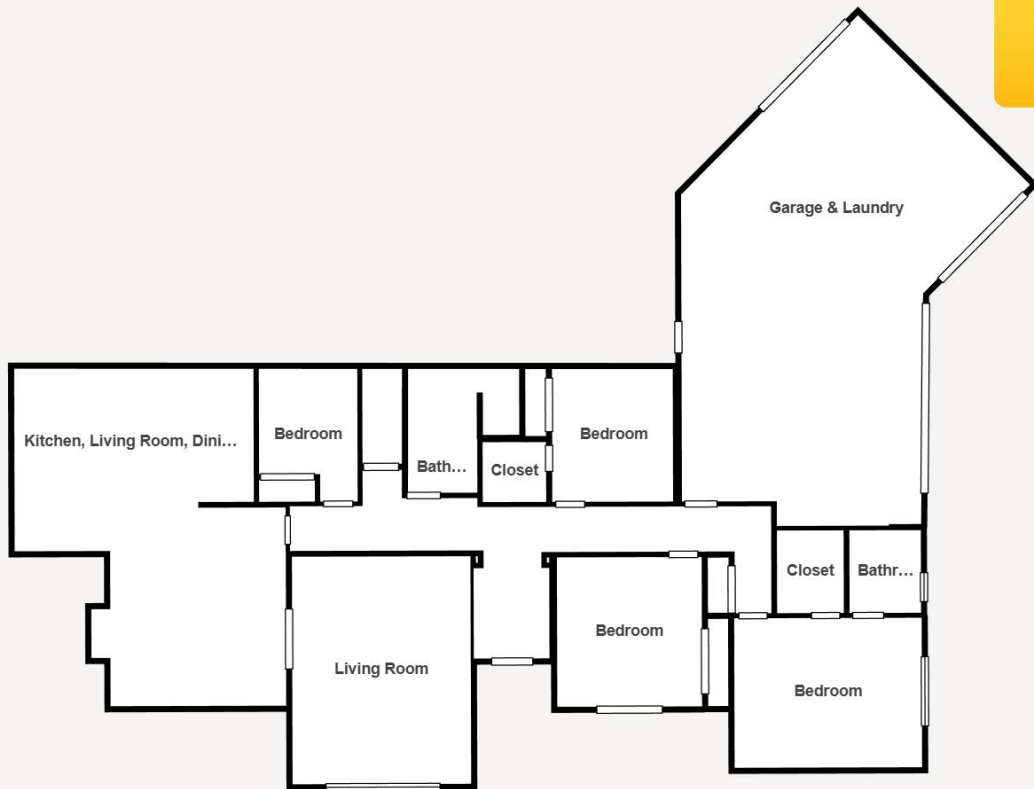 Garage & Laundry
Kitchen, Living Room, Dini...
Bedroom
Bath...
Closet
Bedroom
Closet
Bathr...
Bedroom
Living Room
Bedroom